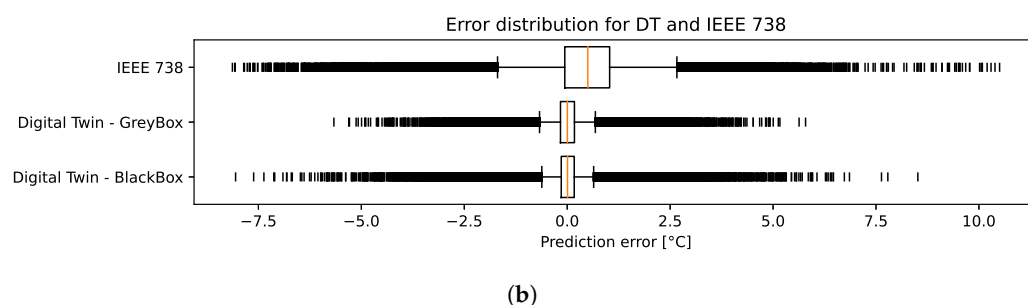 Error distribution for DT and IEEE 738
IEEE 738
Digital Twin - GreyBox
Digital Twin - BlackBox
−7.5 −5.0 −2.5 0.0 2.5 5.0 7.5 10.0
Prediction error [°C]
(b)